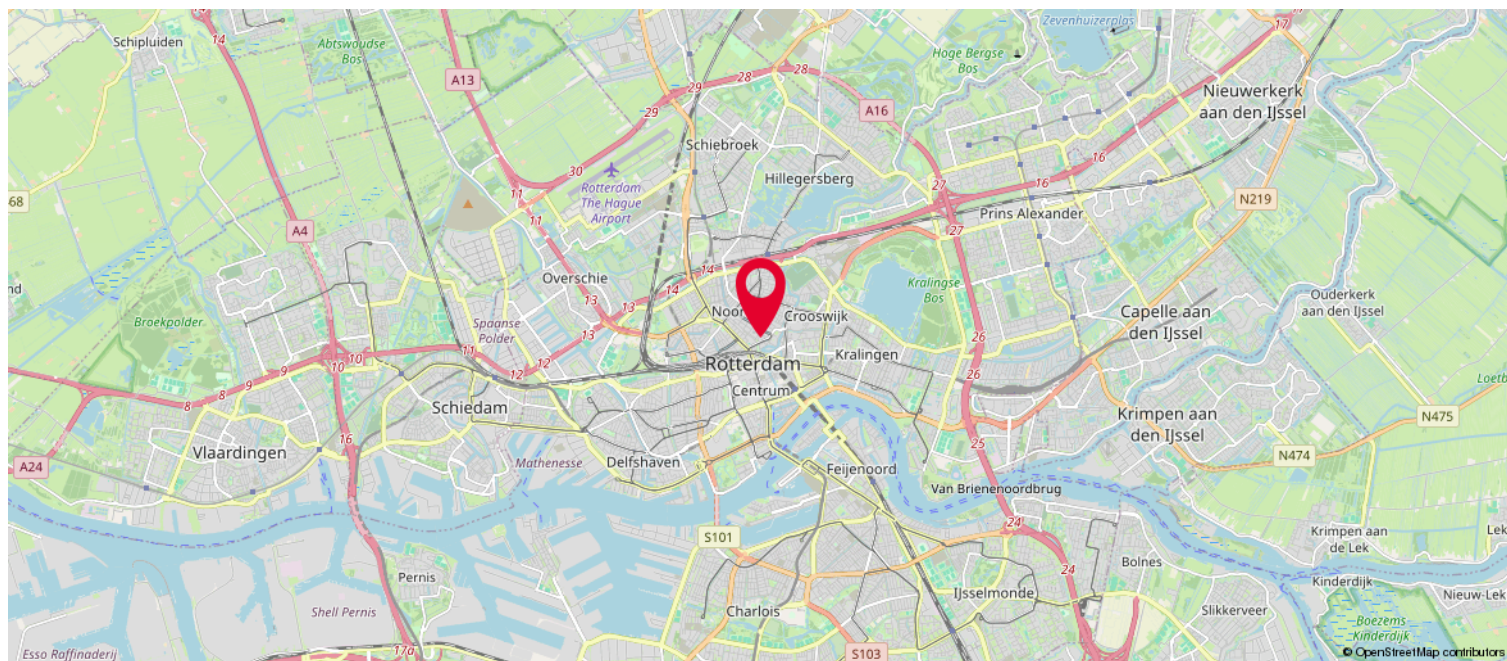 14
Schipluiden
Abtswoudse
Bos
A13
28
28
29
29
A16
Zevenhuizerplas
Hoge Bergse
Bos
17
Nieuwerkerk
aan den IJssel
Schiebroek
30
16
16
Rotterdam
The Hague
Airport
Hillegersberg
27
27
Prins Alexander
N219
11
11
A4
68
Overschie
14
14
13
13
Kralingse
Bos
nd
Broekpolder
Spaanse
Polder
Noor
Crooswijk
Ouderkerk
aan den IJssel
Capelle aan
den IJssel
26
26
10
10
11
12
12
9
9
8
8
Rotterdam
Kralingen
Centrum
Schiedam
Loetb
N475
Krimpen aan
den IJssel
25
16
Vlaardingen
A24
Mathenesse
Delfshaven
Feijenoord
N474
Van Brienenoordbrug
24
24
S101
Krimpen aan
de Lek
Lek
Bolnes
Pernis
Kinderdijk
Nieuw-Lek
IJsselmonde
Shell Pernis
Charlois
Slikkerveer
Boezems
Kinderdijk
Esso Raffinaderij
17a
S103
© OpenStreetMap contributors